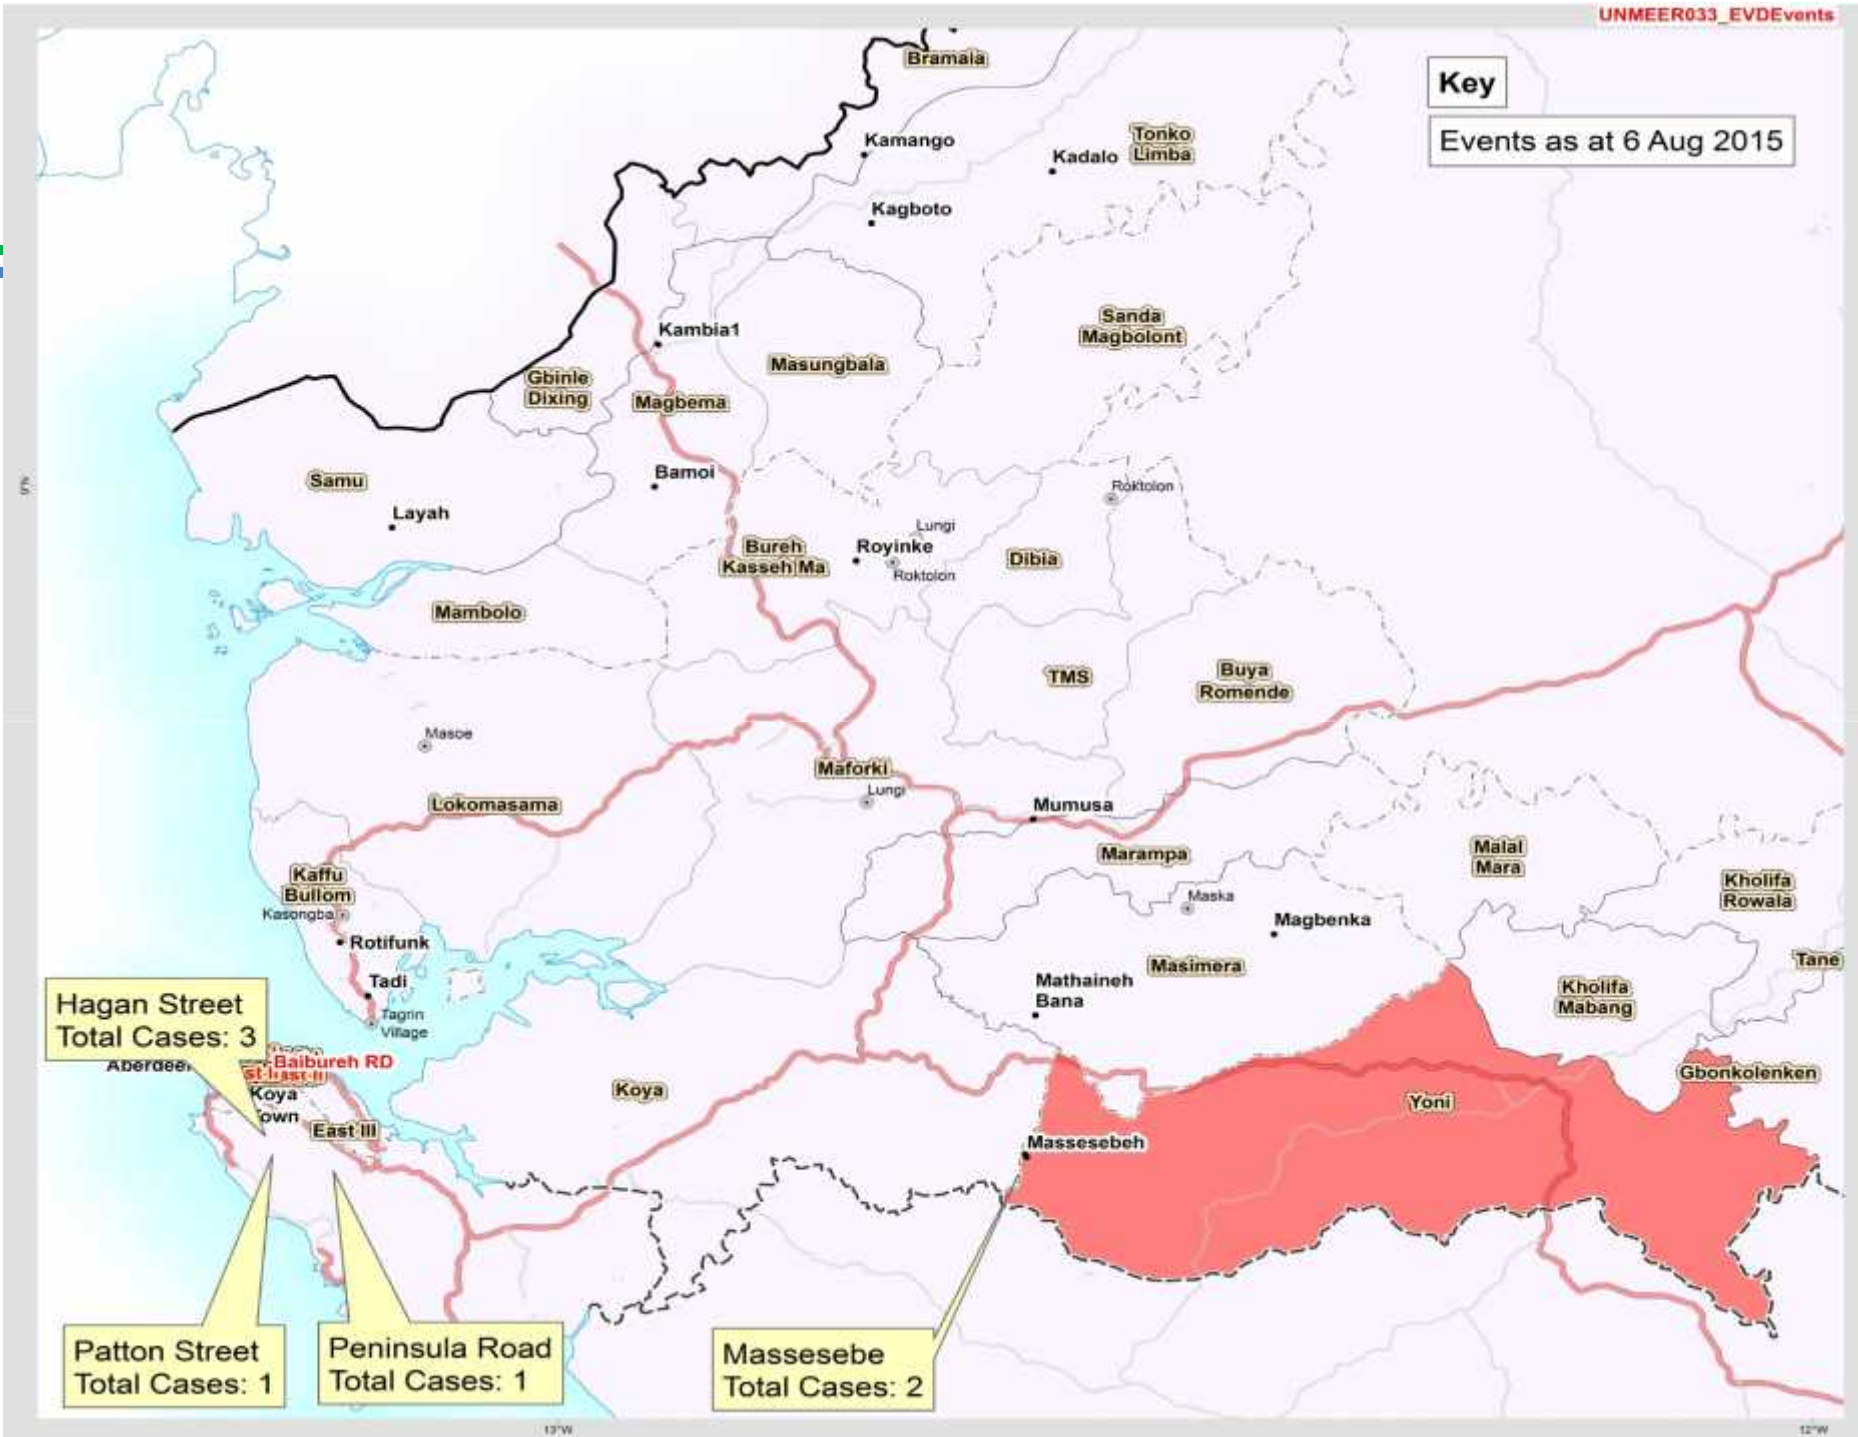 UNMEER033_EVDEvents
Key
Events as at 6 Aug 2015
Bramaia
Kamango
Tonko
Limba
Kadalo
Kagboto
Sanda
Magbolont
Kambia1
Masungbala
Gbinle
Dixing
Magbema
Samu
Bamoi
Layah
Roktolon
Lungi
Bureh
Kasseh Ma
Royinke
Roktolon
Dibia
Mambolo
TMS
Buya
Romende
Masoe
Maforki
Lungi
Lokomasama
Mumusa
Marampa
Malal
Mara
Kaffu
Bullom
Kasongba
Maska
Kholifa
Rowala
Magbenka
Rotifunk
Masimera
Tane
Mathaineh
Bana
Kholifa
Mabang
Tadi
Tagrin
Village
Hagan Street
Total Cases: 3
Baibureh RD
Koya
East III
Koya
Yoni
Gbonkolenken
Massesebeh
Patton Street
Total Cases: 1
Peninsula Road
Total Cases: 1
Massesebe
Total Cases: 2
13°W
12°W